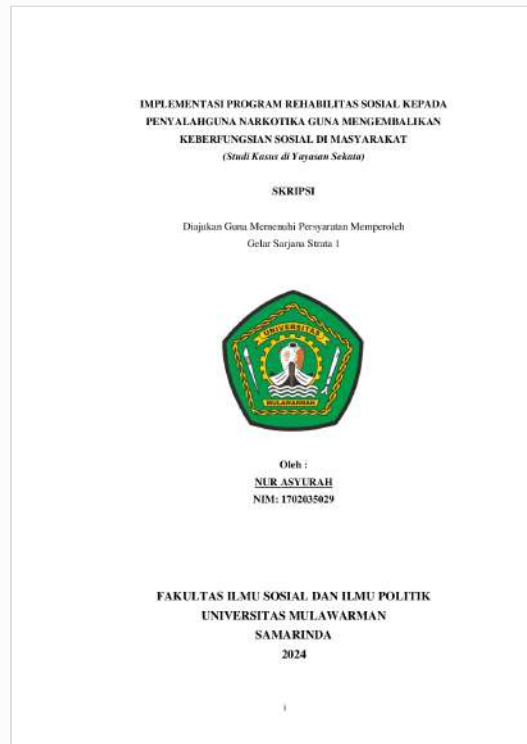 IMPLEMENTASI PROGRAM REHABILITAS SOSIAL KEPADA
PENYALAHGUNA NARKOTIKA GUNA MENGEMBALIKAN
KEBERFUNGSIAN SOSIAL DI MASYARAKAT
(Studi Kasus di Yayasan Sekata)
SKRIPSI
Diajukan Guna Memenuhi Persyaratan Memperoleh
Gelar Sarjana Strata 1
UNIVERSITAS
MULAWARMAN
Oleh :
NUR ASYURAH
NIM: 1702035029
FAKULTAS ILMU SOSIAL DAN ILMU POLITIK
UNIVERSITAS MULAWARMAN
SAMARINDA
2024
i